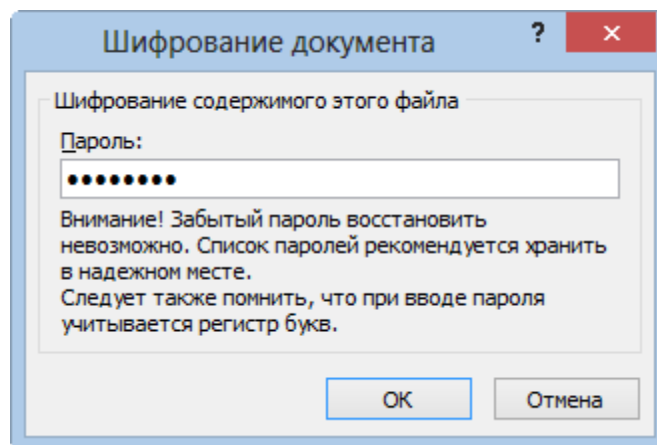 Шифрование документа ? ×
Шифрование содержимого этого файла
Пароль:
••••••••
Внимание! Забытый пароль восстановить
невозможно. Список паролей рекомендуется хранить
в надежном месте.
Следует также помнить, что при вводе пароля
учитывается регистр букв.
ОК Отмена